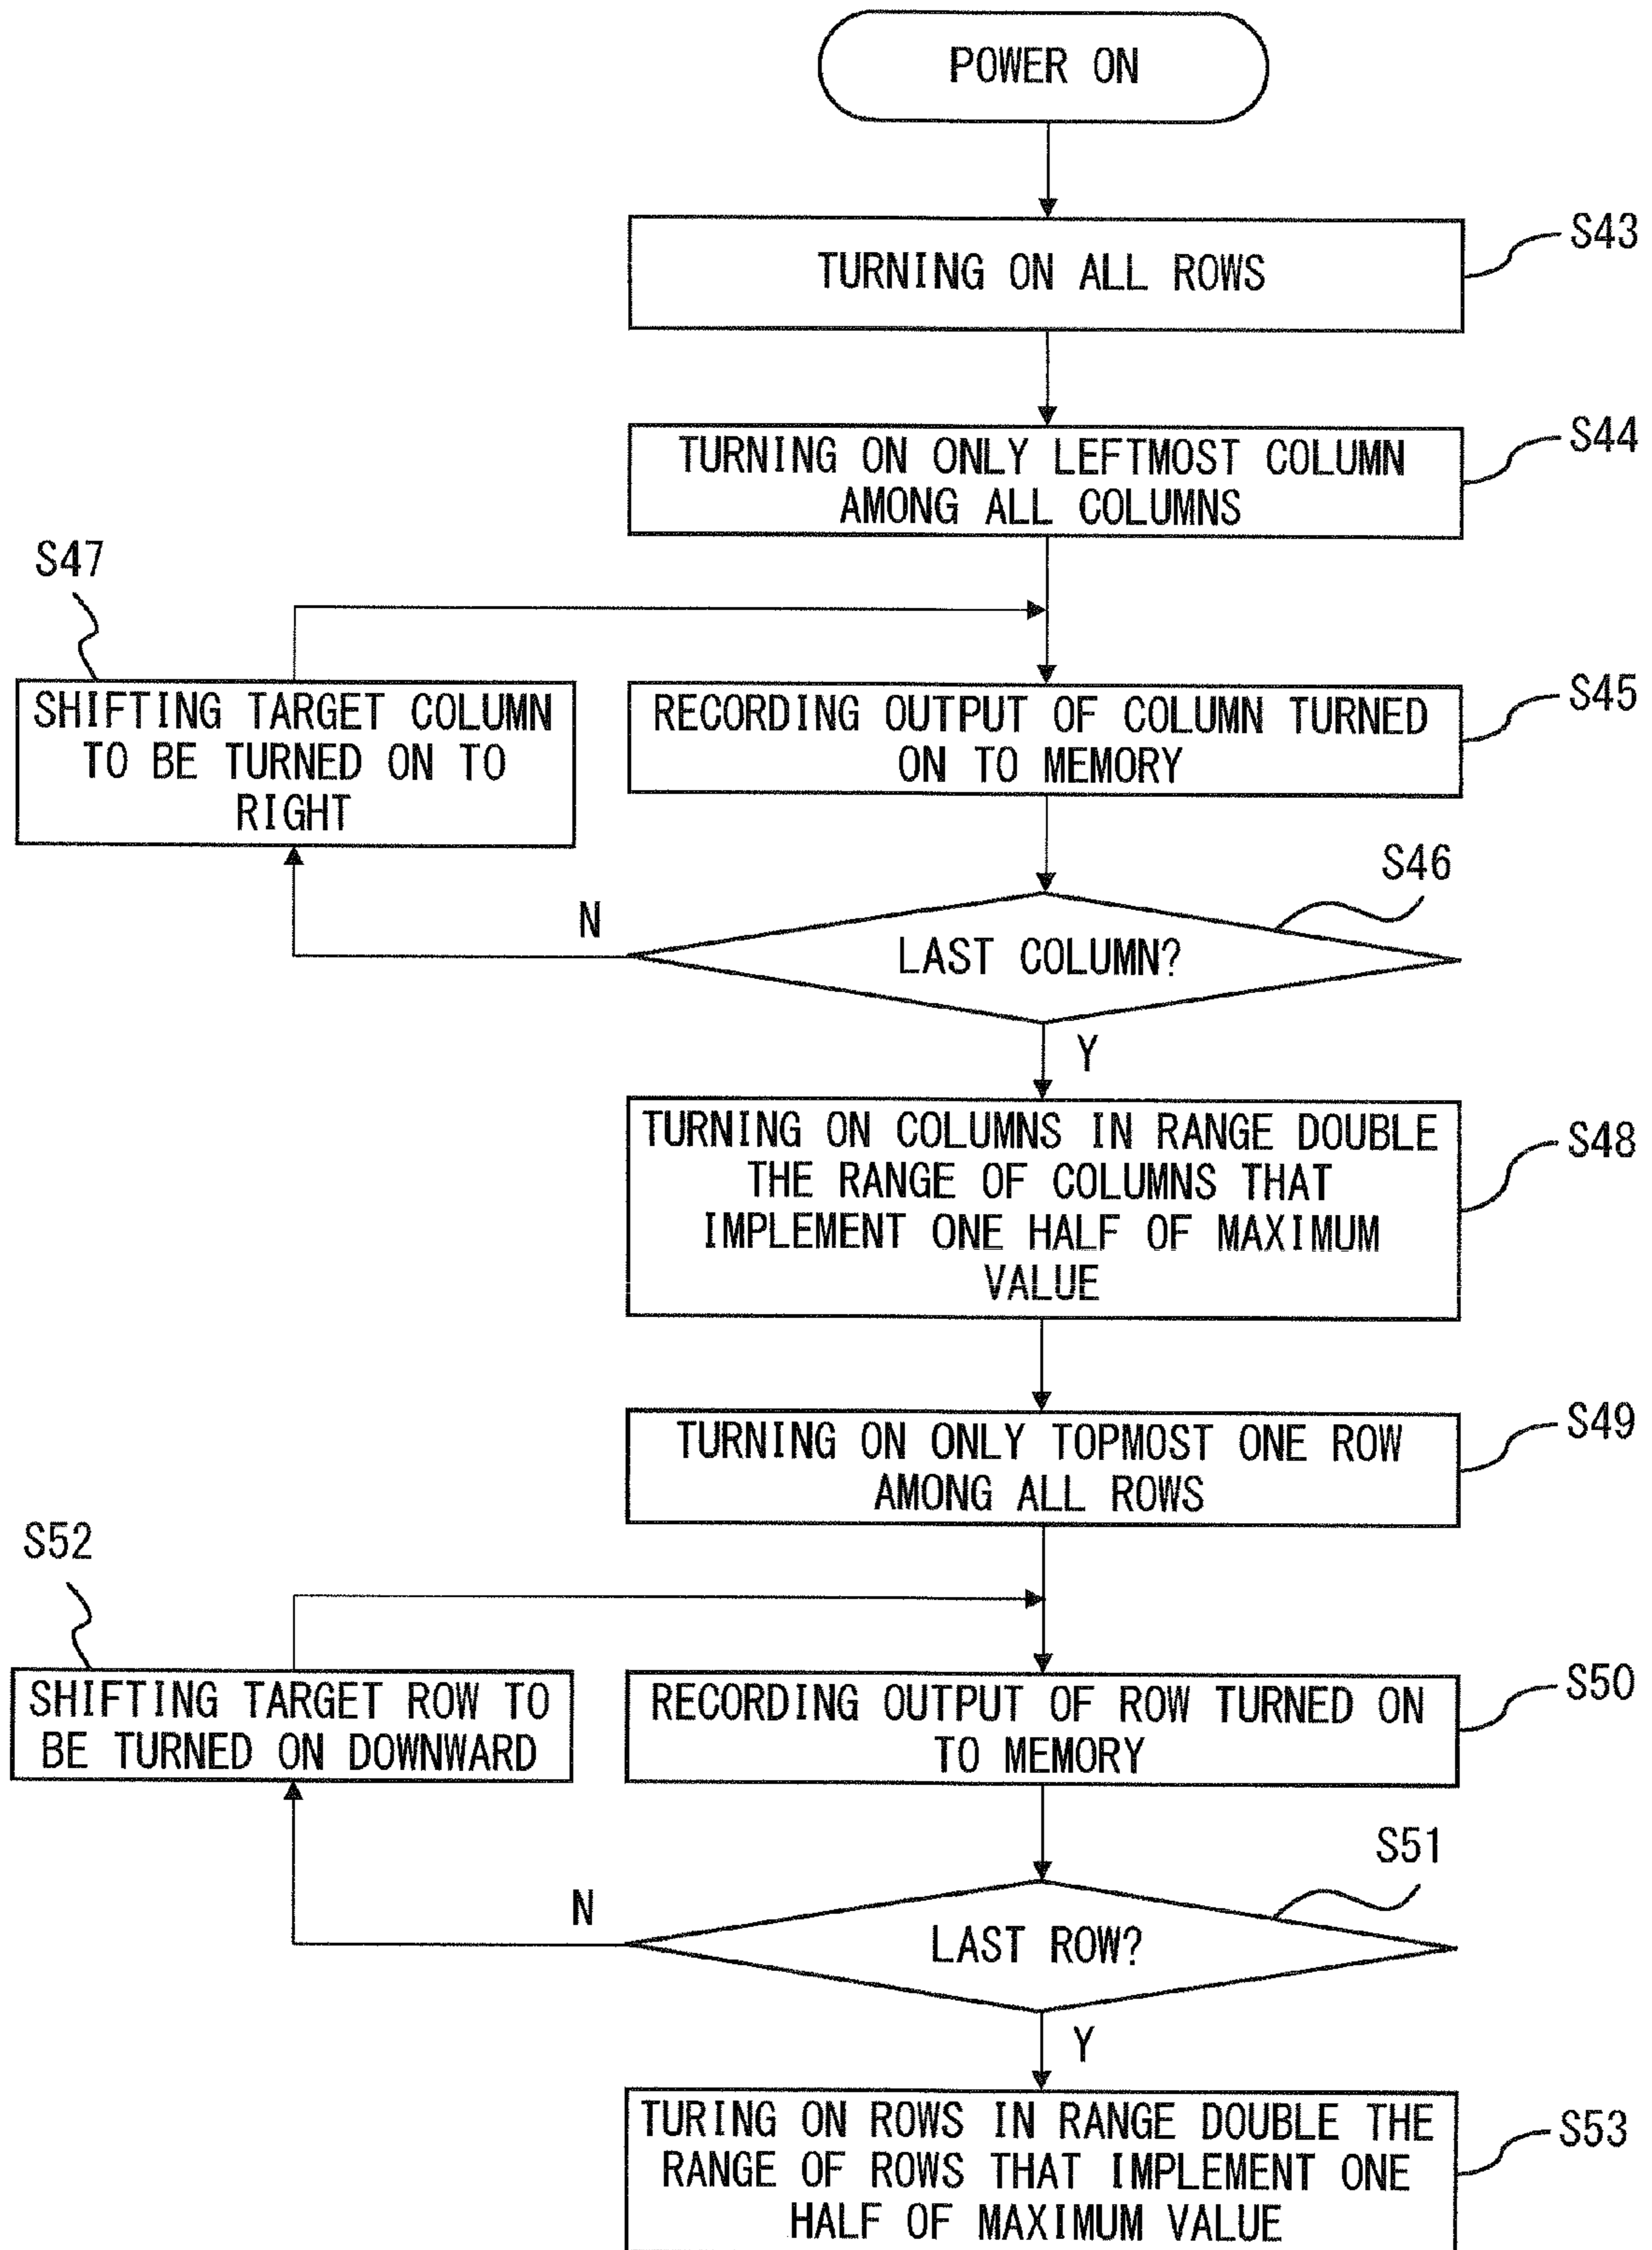 POWER ON
S43
TURNING ON ALL ROWS
S44
TURNING ON ONLY LEFTMOST COLUMN
AMONG ALL COLUMNS
S47
SHIFTING TARGET COLUMN
TO BE TURNED ON TO
RIGHT
S45
RECORDING OUTPUT OF COLUMN TURNED
ON TO MEMORY
S46
N
LAST COLUMN?
Y
S48
TURNING ON COLUMNS IN RANGE DOUBLE
THE RANGE OF COLUMNS THAT
IMPLEMENT ONE HALF OF MAXIMUM
VALUE
S49
TURNING ON ONLY TOPMOST ONE ROW
AMONG ALL ROWS
S52
SHIFTING TARGET ROW TO
BE TURNED ON DOWNWARD
S50
RECORDING OUTPUT OF ROW TURNED ON
TO MEMORY
S51
N
LAST ROW?
Y
S53
TURING ON ROWS IN RANGE DOUBLE THE
RANGE OF ROWS THAT IMPLEMENT ONE
HALF OF MAXIMUM VALUE